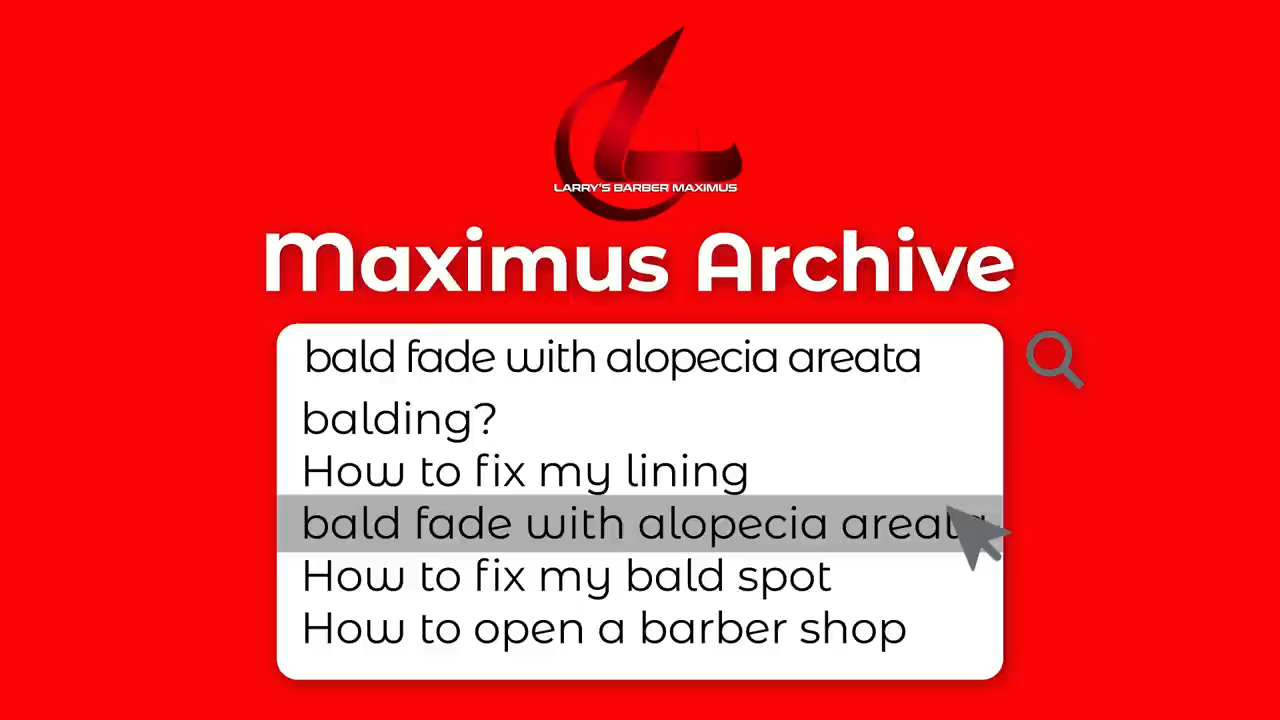 LARRY'S BARBER MAXIMUS
Maximus Archive
bald fade with alopecia areata
balding?
How to fix my lining
bald fade with alopecia areata
How to fix my bald spot
How to open a barber shop